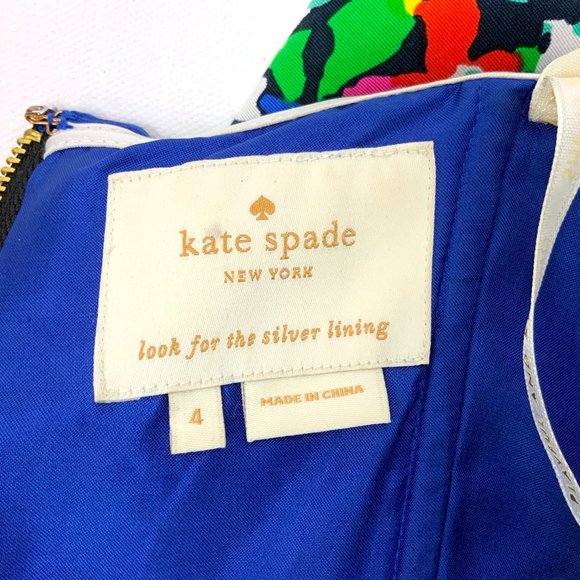 kate spade
NEW YORK
look for the silver lining
4
MADE IN CHINA